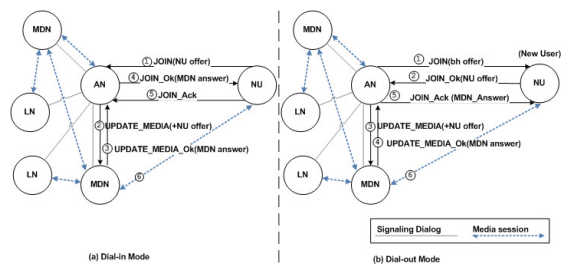 MDN
① JOIN(NU offer)
AN
④ JOIN_Ok(MDN answer)
NU
⑤ JOIN_Ack
LN
② UPDATE_MEDIA(+NU offer)
③ UPDATE_MEDIA_Ok(MDN answer)
LN
⑥
MDN
(a) Dial-in Mode
MDN
① JOIN(bh offer)
(New User)
AN
② JOIN_Ok(NU offer)
NU
⑤ JOIN_Ack (MDN_Answer)
LN
③ UPDATE_MEDIA(+NU offer)
④ UPDATE_MEDIA_Ok(MDN answer)
LN
⑥
MDN
Signaling Dialog
Media session
(b) Dial-out Mode